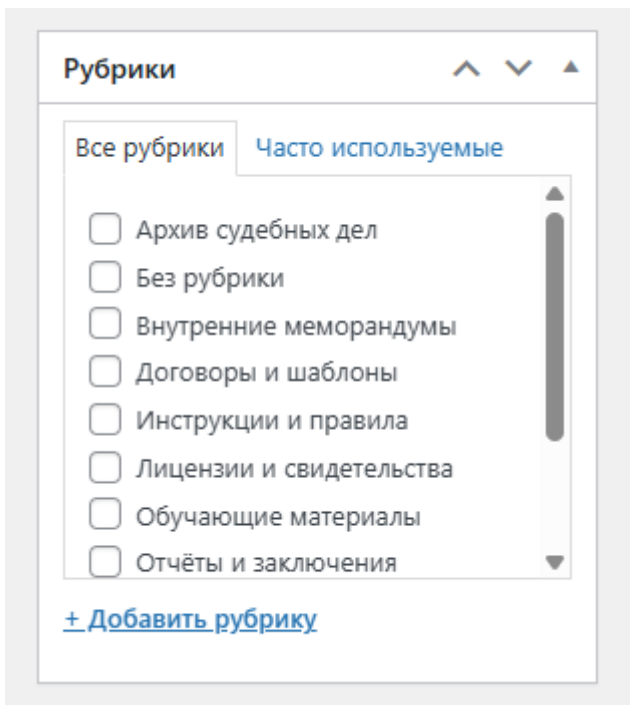 Рубрики
Все рубрики Часто используемые
Архив судебных дел
Без рубрики
Внутренние меморандумы
Договоры и шаблоны
Инструкции и правила
Лицензии и свидетельства
Обучающие материалы
Отчёты и заключения
+ Добавить рубрику